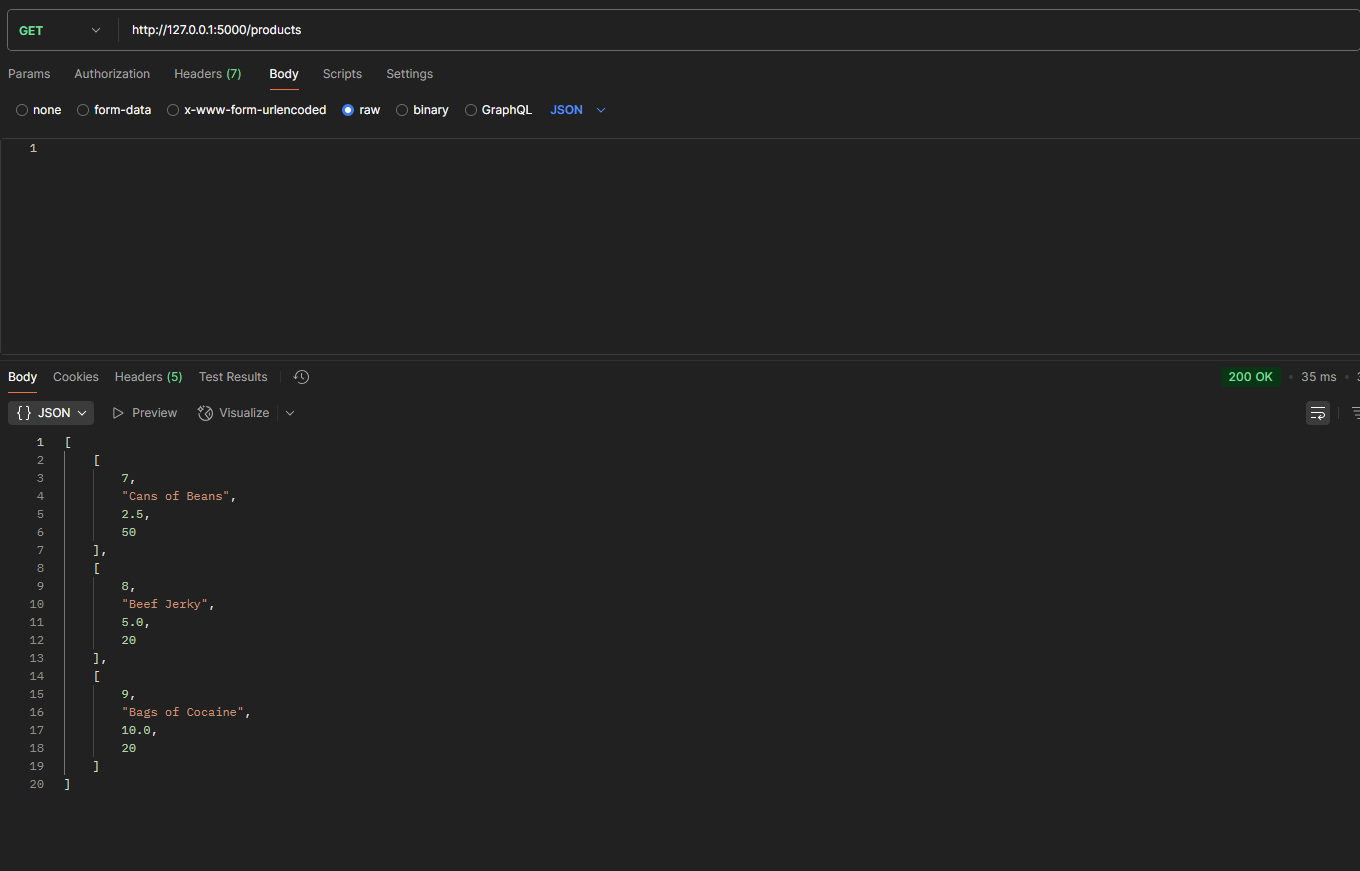 GET http://127.0.0.1:5000/products
Params Authorization Headers (7) Body Scripts Settings
none form-data x-www-form-urlencoded raw binary GraphQL JSON
1
Body Cookies Headers (5) Test Results 200 OK • 35 ms •
{} JSON Preview Visualize
1 [
2 [
3 7,
4 "Cans of Beans",
5 2.5,
6 50
7 ],
8 [
9 8,
10 "Beef Jerky",
11 5.0,
12 20
13 ],
14 [
15 9,
16 "Bags of Cocaine",
17 10.0,
18 20
19 ]
20 ]